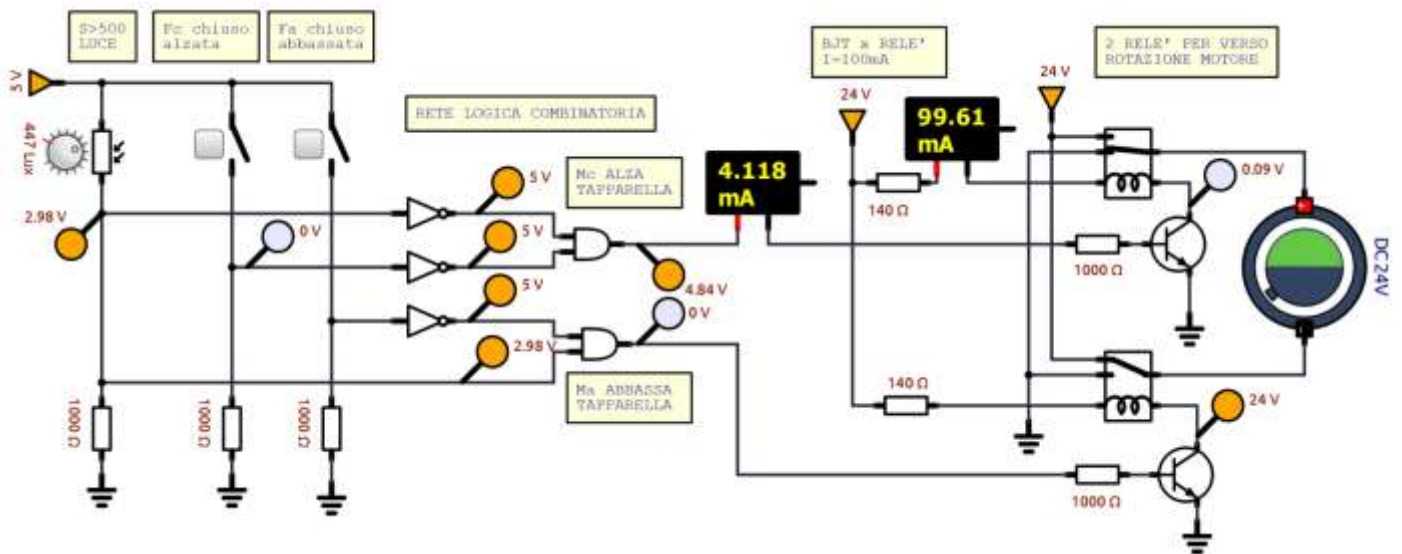 S>500
LUCE
Fc chiuso
alzata
Fa chiuso
abbassata
BJT x RELE'
I=100mA
2 RELE' PER VERSO
ROTAZIONE MOTORE
5 V
24 V
24 V
RETE LOGICA COMBINATORIA
99.61
mA
447 Lux
Mc ALZA
TAPPARELLA
4.118
mA
5 V
0.09 V
140 Ω
2.98 V
0 V
5 V
1000 Ω
DC24V
5 V
4.84 V
0 V
2.98 V
140 Ω
Ma ABBASSA
TAPPARELLA
24 V
1000 Ω
1000 Ω
1000 Ω
1000 Ω